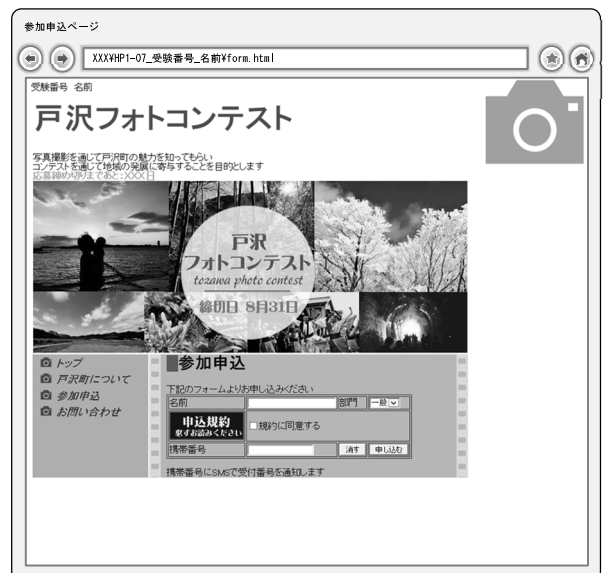 参加申込ページ
XXX¥HP1-07_受験番号_名前¥form.html
受験番号 名前
戸沢フォトコンテスト
写真撮影を通じて戸沢町の魅力を知ってもらい
コンテストを通じて地域の発展に寄与することを目的とします
応募締め切りまであと:XXX日
戸沢
フォトコンテスト
tozawa photo contest
締切日 8月31日
トップ
戸沢町について
参加申込
お問い合わせ
参加申込
下記のフォームよりお申し込みください
名前 部門 一般
申込規約
必ずお読みください
規約に同意する
携帯番号 消す 申し込む
携帯番号にSMSで受付番号を通知します